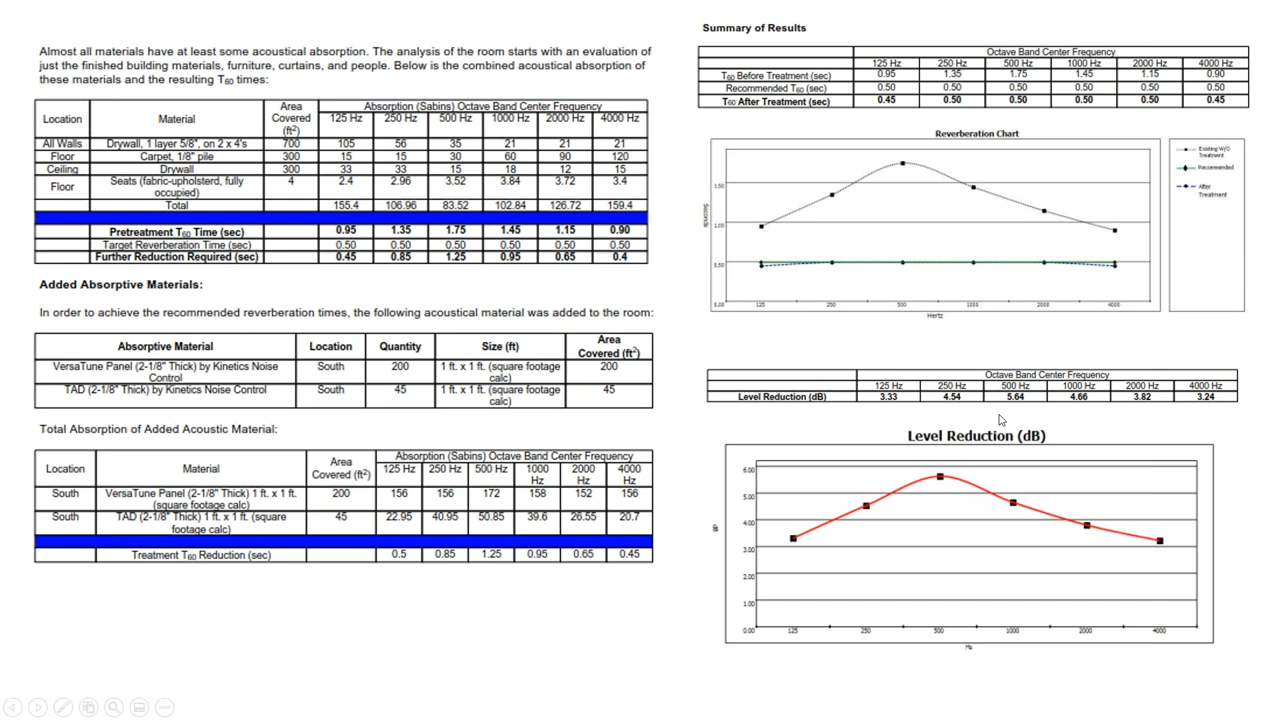 Almost all materials have at least some acoustical absorption. The analysis of the room starts with an evaluation of
just the finished building materials, furniture, curtains, and people. Below is the combined acoustical absorption of
these materials and the resulting T60 times:
Location Material Area Covered (ft2) Absorption (Sabins) Octave Band Center Frequency
125 Hz 250 Hz 500 Hz 1000 Hz 2000 Hz 4000 Hz
All Walls Drywall, 1 layer 5/8", on 2 x 4's 700 105 56 35 21 21 21
Floor Carpet, 1/8" pile 300 15 15 30 60 90 120
Ceiling Drywall 300 33 33 15 18 12 15
Floor Seats (fabric-upholsterd, fully occupied) 4 2.4 2.96 3.52 3.84 3.72 3.4
Total 155.4 106.96 83.52 102.84 126.72 159.4
Pretreatment T60 Time (sec) 0.95 1.35 1.75 1.45 1.15 0.90
Target Reverberation Time (sec) 0.50 0.50 0.50 0.50 0.50 0.50
Further Reduction Required (sec) 0.45 0.85 1.25 0.95 0.65 0.4
Added Absorptive Materials:
In order to achieve the recommended reverberation times, the following acoustical material was added to the room:
Absorptive Material Location Quantity Size (ft) Area Covered (ft2)
VersaTune Panel (2-1/8" Thick) by Kinetics Noise Control South 200 1 ft. x 1 ft. (square footage calc) 200
TAD (2-1/8" Thick) by Kinetics Noise Control South 45 1 ft. x 1 ft. (square footage calc) 45
Total Absorption of Added Acoustic Material:
Location Material Area Covered (ft2) Absorption (Sabins) Octave Band Center Frequency
125 Hz 250 Hz 500 Hz 1000 Hz 2000 Hz 4000 Hz
South VersaTune Panel (2-1/8" Thick) 1 ft. x 1 ft. (square footage calc) 200 156 156 172 158 152 156
South TAD (2-1/8" Thick) 1 ft. x 1 ft. (square footage calc) 45 22.95 40.95 50.85 39.6 26.55 20.7
Treatment T60 Reduction (sec) 0.5 0.85 1.25 0.95 0.65 0.45
Summary of Results
Octave Band Center Frequency
125 Hz 250 Hz 500 Hz 1000 Hz 2000 Hz 4000 Hz
T60 Before Treatment (sec) 0.95 1.35 1.75 1.45 1.15 0.90
Recommended T60 (sec) 0.50 0.50 0.50 0.50 0.50 0.50
T60 After Treatment (sec) 0.45 0.50 0.50 0.50 0.50 0.45
Reverberation Chart
1.50
1.00
0.50
0.00
Seconds
125 250 500 1000 2000 4000
Hertz
Existing W/O
Treatment
Recommended
After
Treatment
Octave Band Center Frequency
125 Hz 250 Hz 500 Hz 1000 Hz 2000 Hz 4000 Hz
Level Reduction (dB) 3.33 4.54 5.64 4.66 3.82 3.24
Level Reduction (dB)
6.00
5.00
4.00
3.00
2.00
1.00
0.00
dB
125 250 500 1000 2000 4000
Hz